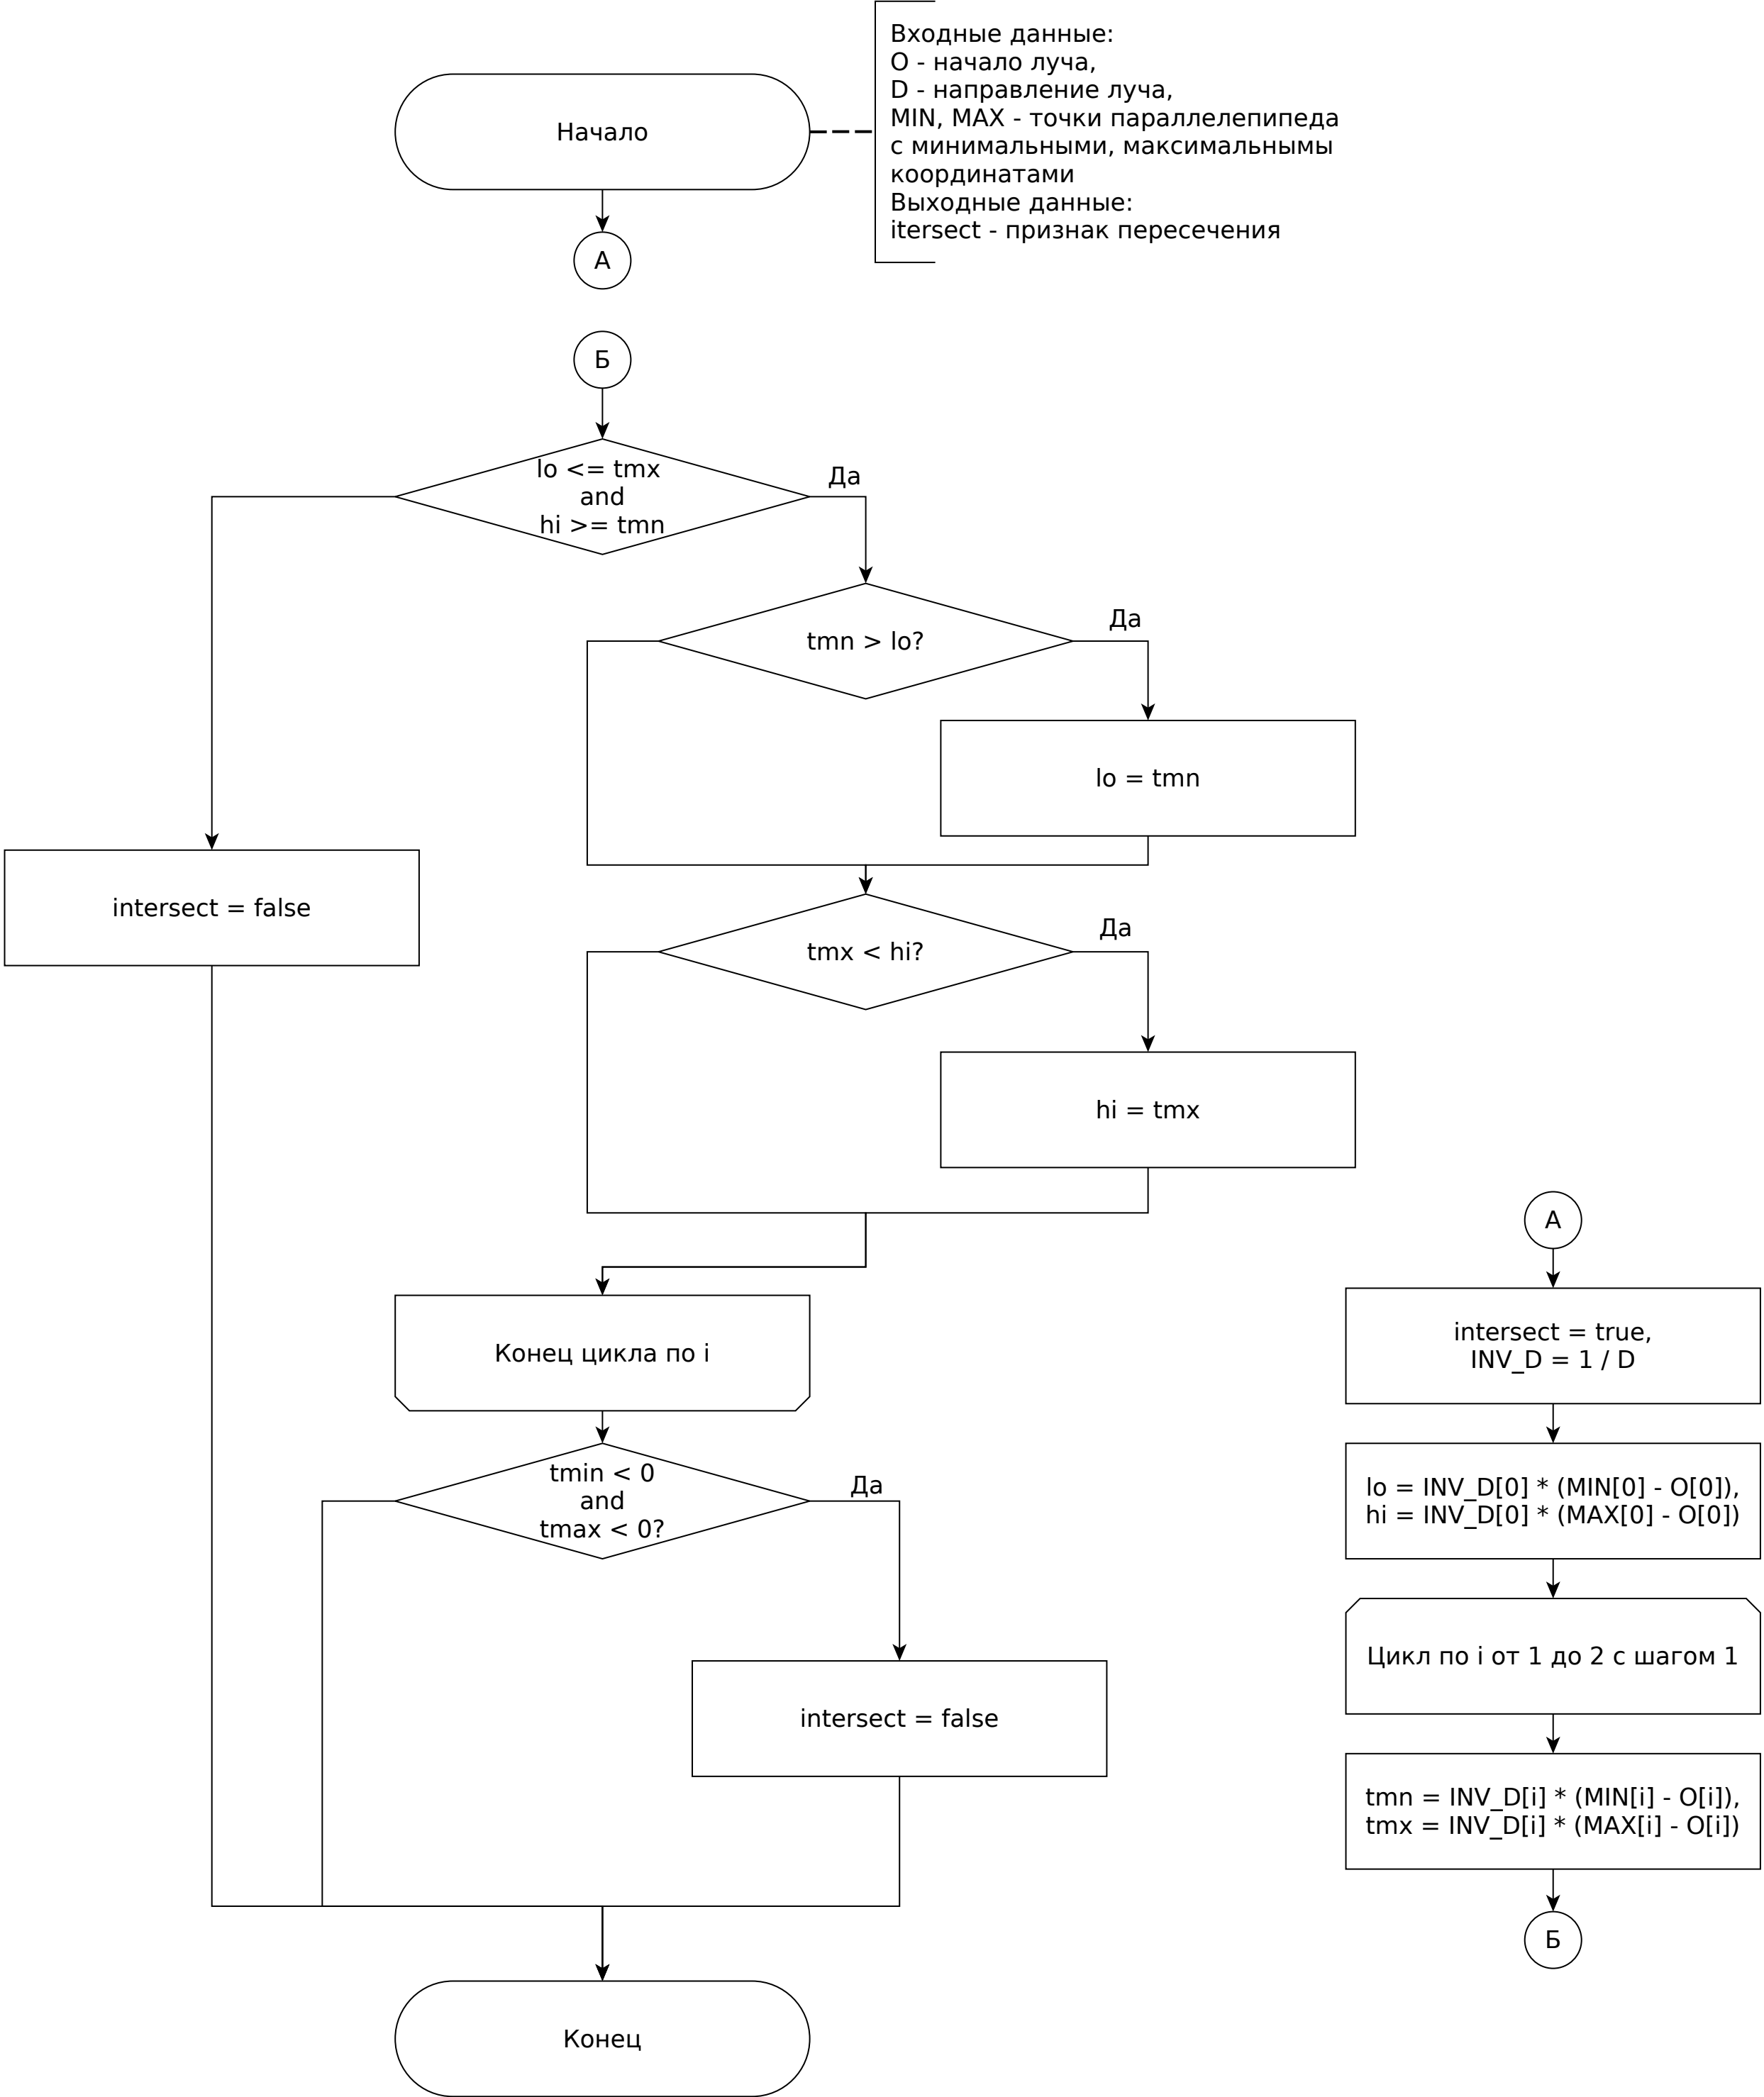 Начало
Входные данные:
O - начало луча,
D - направление луча,
MIN, MAX - точки параллелепипеда
с минимальными, максимальнымы
координатами
Выходные данные:
itersect - признак пересечения
А
Б
lo <= tmx
and
hi >= tmn
Да
tmn > lo?
Да
lo = tmn
intersect = false
tmx < hi?
Да
hi = tmx
Конец цикла по i
tmin < 0
and
tmax < 0?
Да
intersect = false
Конец
А
intersect = true,
INV_D = 1 / D
lo = INV_D[0] * (MIN[0] - O[0]),
hi = INV_D[0] * (MAX[0] - O[0])
Цикл по i от 1 до 2 с шагом 1
tmn = INV_D[i] * (MIN[i] - O[i]),
tmx = INV_D[i] * (MAX[i] - O[i])
Б